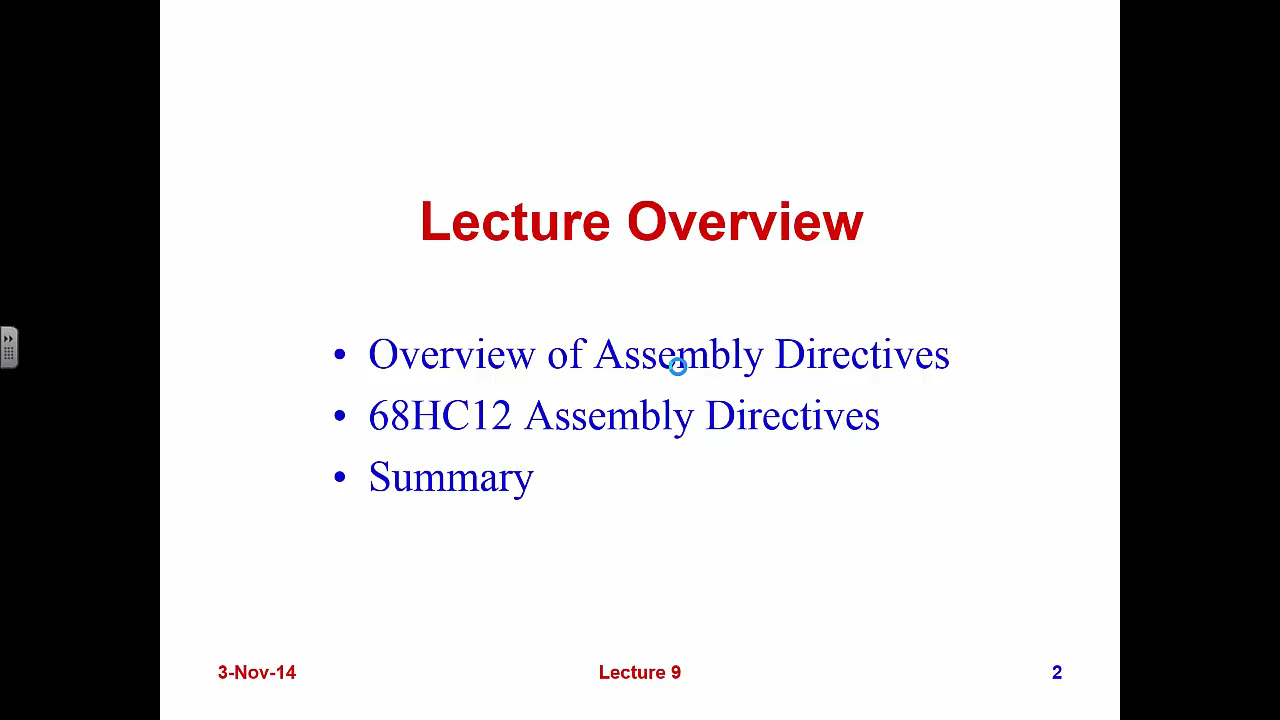 Lecture Overview
• Overview of Assembly Directives
• 68HC12 Assembly Directives
• Summary
3-Nov-14
Lecture 9
2